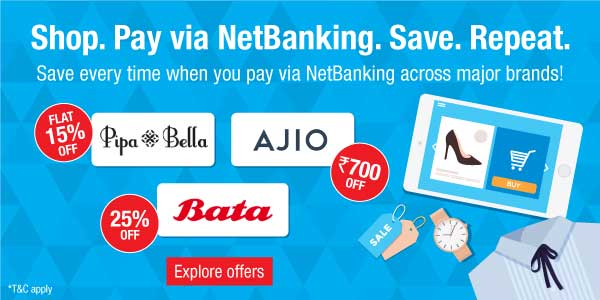 Shop. Pay via NetBanking. Save. Repeat.
Save every time when you pay via NetBanking across major brands!
FLAT
15%
OFF
Pipa Bella
AJIO
₹700
OFF
BUY
25%
OFF
Bata
SALE
Explore offers
*T&C apply